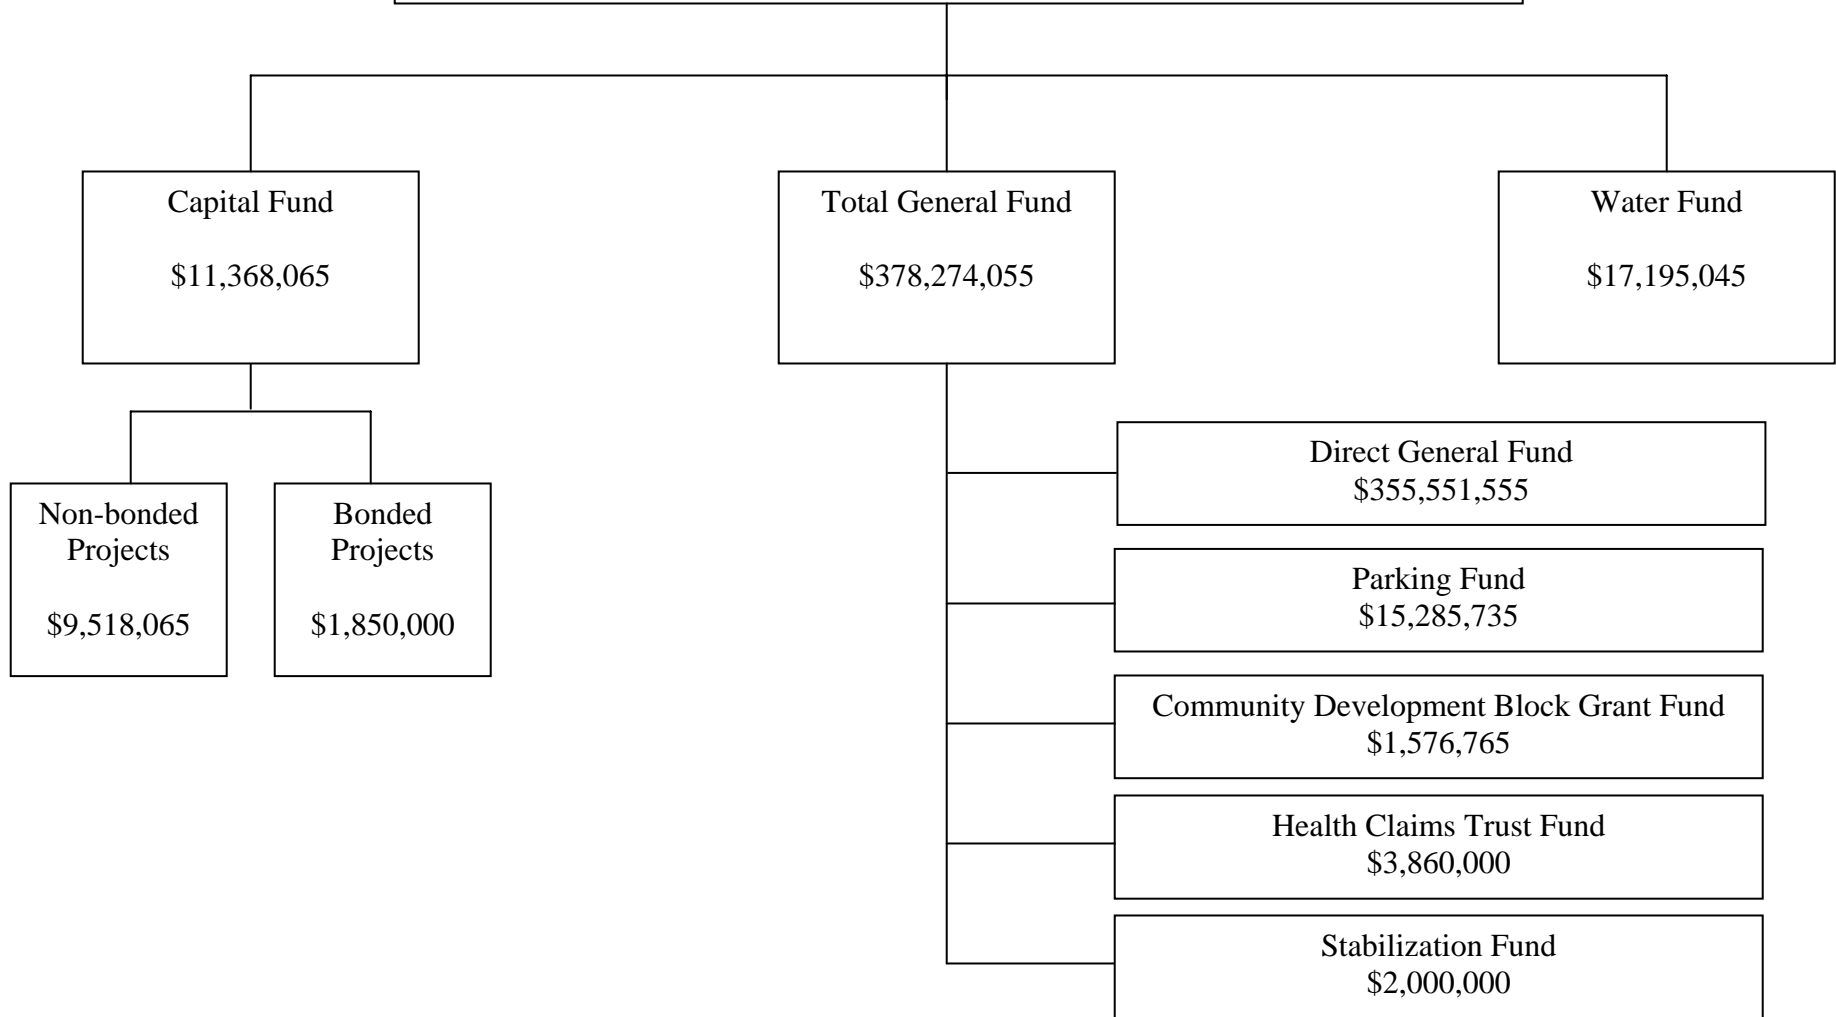 Capital Fund
$11,368,065
Total General Fund
$378,274,055
Water Fund
$17,195,045
Non-bonded
Projects
$9,518,065
Bonded
Projects
$1,850,000
Direct General Fund
$355,551,555
Parking Fund
$15,285,735
Community Development Block Grant Fund
$1,576,765
Health Claims Trust Fund
$3,860,000
Stabilization Fund
$2,000,000